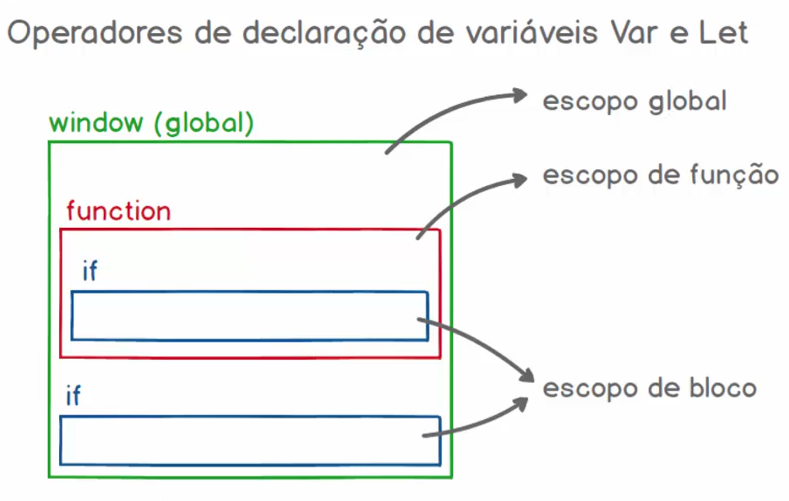 Operadores de declaração de variáveis Var e Let
escopo global
window (global)
escopo de função
function
if
escopo de bloco
if